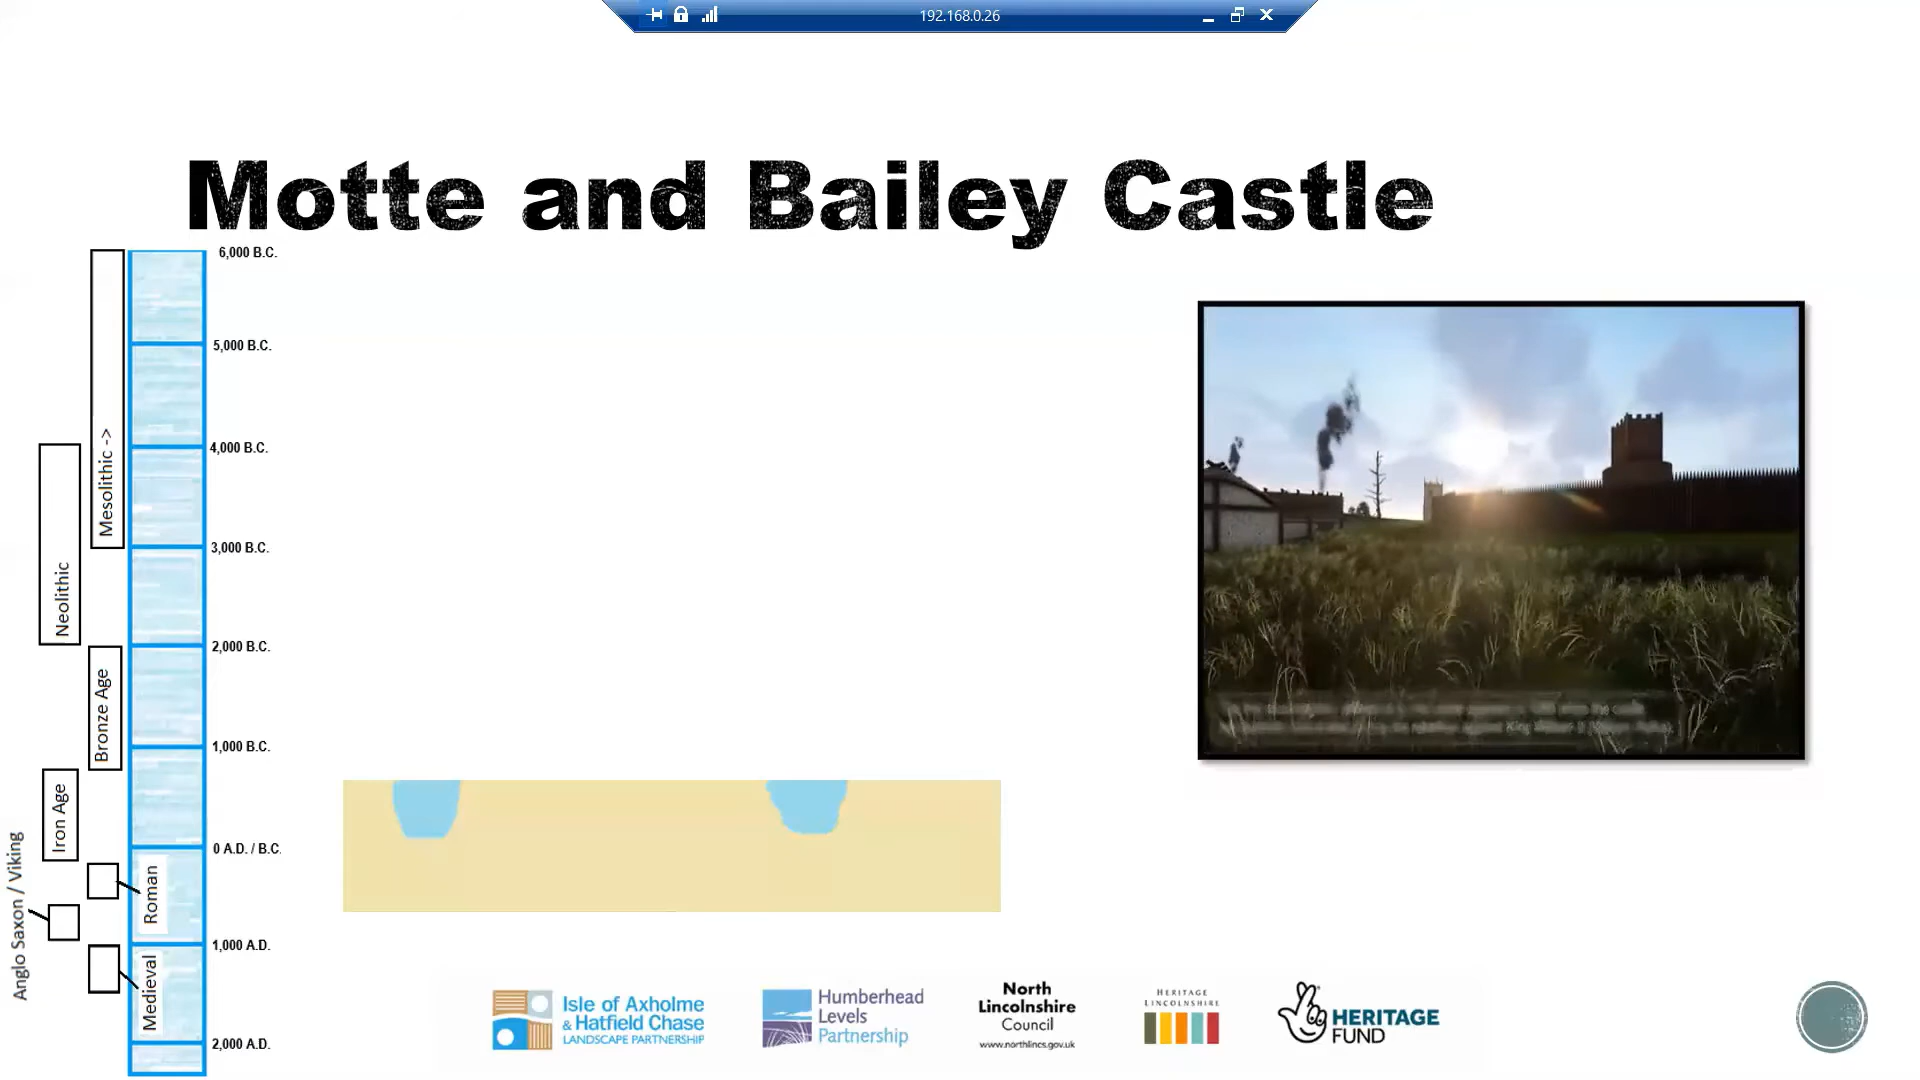 192.168.0.26
Motte and Bailey Castle
6,000 B.C.
5,000 B.C.
4,000 B.C.
3,000 B.C.
2,000 B.C.
1,000 B.C.
0 A.D. / B.C.
1,000 A.D.
2,000 A.D.
Mesolithic ->
Neolithic
Bronze Age
Iron Age
Roman
Anglo Saxon / Viking
Medieval
Isle of Axholme
& Hatfield Chase
LANDSCAPE PARTNERSHIP
Humberhead
Levels
Partnership
North
Lincolnshire
Council
www.northlincs.gov.uk
HERITAGE
LINCOLNSHIRE
HERITAGE
FUND